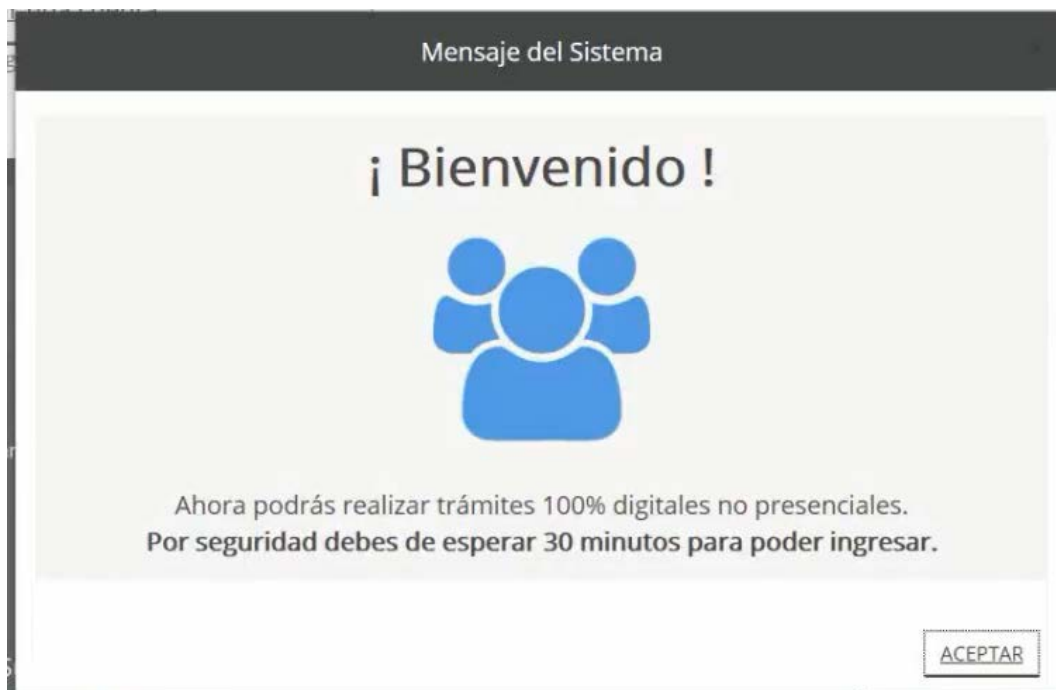 Mensaje del Sistema
¡ Bienvenido !
Ahora podrás realizar trámites 100% digitales no presenciales.
Por seguridad debes de esperar 30 minutos para poder ingresar.
ACEPTAR